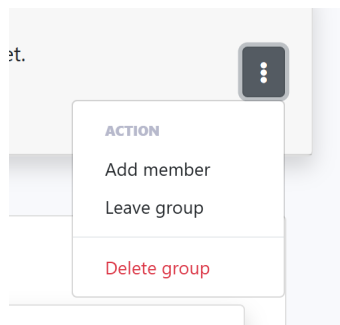 et.
ACTION
Add member
Leave group
Delete group